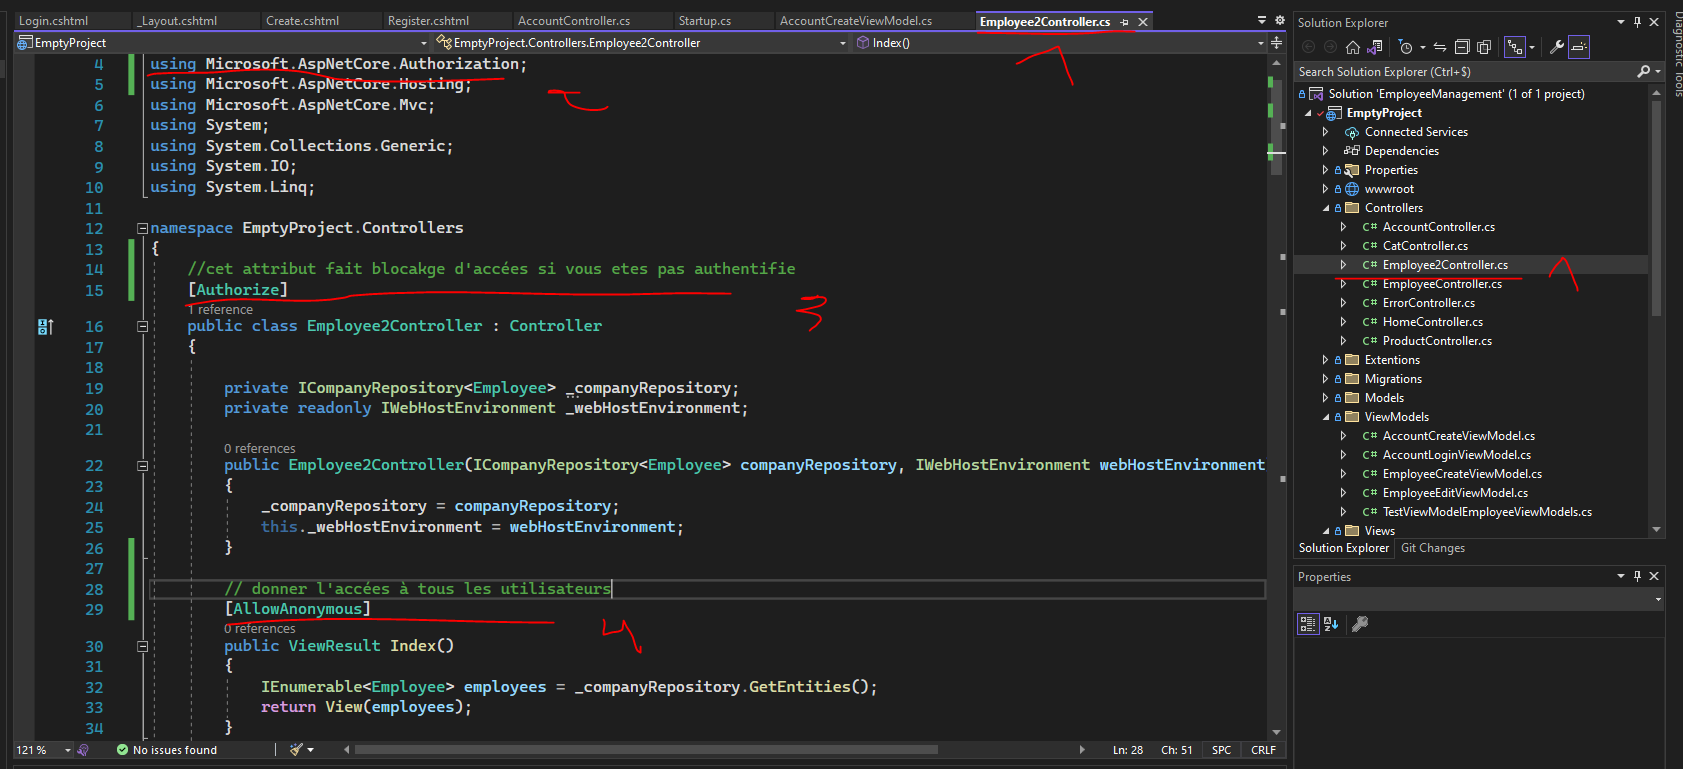 Login.cshtml
_Layout.cshtml
Create.cshtml
Register.cshtml
AccountController.cs
Startup.cs
AccountCreateViewModel.cs
Employee2Controller.cs
EmptyProject
EmptyProject.Controllers.Employee2Controller
Index()
4 using Microsoft.AspNetCore.Authorization;
5 using Microsoft.AspNetCore.Hosting;
6 using Microsoft.AspNetCore.Mvc;
7 using System;
8 using System.Collections.Generic;
9 using System.IO;
10 using System.Linq;
11
12 namespace EmptyProject.Controllers
13 {
14 //cet attribut fait blocakge d'accées si vous etes pas authentifie
15 [Authorize]
3
1 reference
16 public class Employee2Controller : Controller
17 {
18
19 private ICompanyRepository<Employee> _companyRepository;
20 private readonly IWebHostEnvironment _webHostEnvironment;
21
0 references
22 public Employee2Controller(ICompanyRepository<Employee> companyRepository, IWebHostEnvironment webHostEnvironment
23 {
24 _companyRepository = companyRepository;
25 this._webHostEnvironment = webHostEnvironment;
26 }
27
28 // donner l'accées à tous les utilisateurs
29 [AllowAnonymous]
4
0 references
30 public ViewResult Index()
31 {
32 IEnumerable<Employee> employees = _companyRepository.GetEntities();
33 return View(employees);
34 }
121 %
No issues found
Ln: 28
Ch: 51
SPC
CRLF
Solution Explorer
Search Solution Explorer (Ctrl+$)
Solution 'EmployeeManagement' (1 of 1 project)
EmptyProject
Connected Services
Dependencies
Properties
wwwroot
Controllers
C# AccountController.cs
C# CatController.cs
C# Employee2Controller.cs
C# EmployeeController.cs
C# ErrorController.cs
C# HomeController.cs
C# ProductController.cs
Extentions
Migrations
Models
ViewModels
C# AccountCreateViewModel.cs
C# AccountLoginViewModel.cs
C# EmployeeCreateViewModel.cs
C# EmployeeEditViewModel.cs
C# TestViewModelEmployeeViewModels.cs
Views
Solution Explorer
Git Changes
Properties
Diagnostic Tools